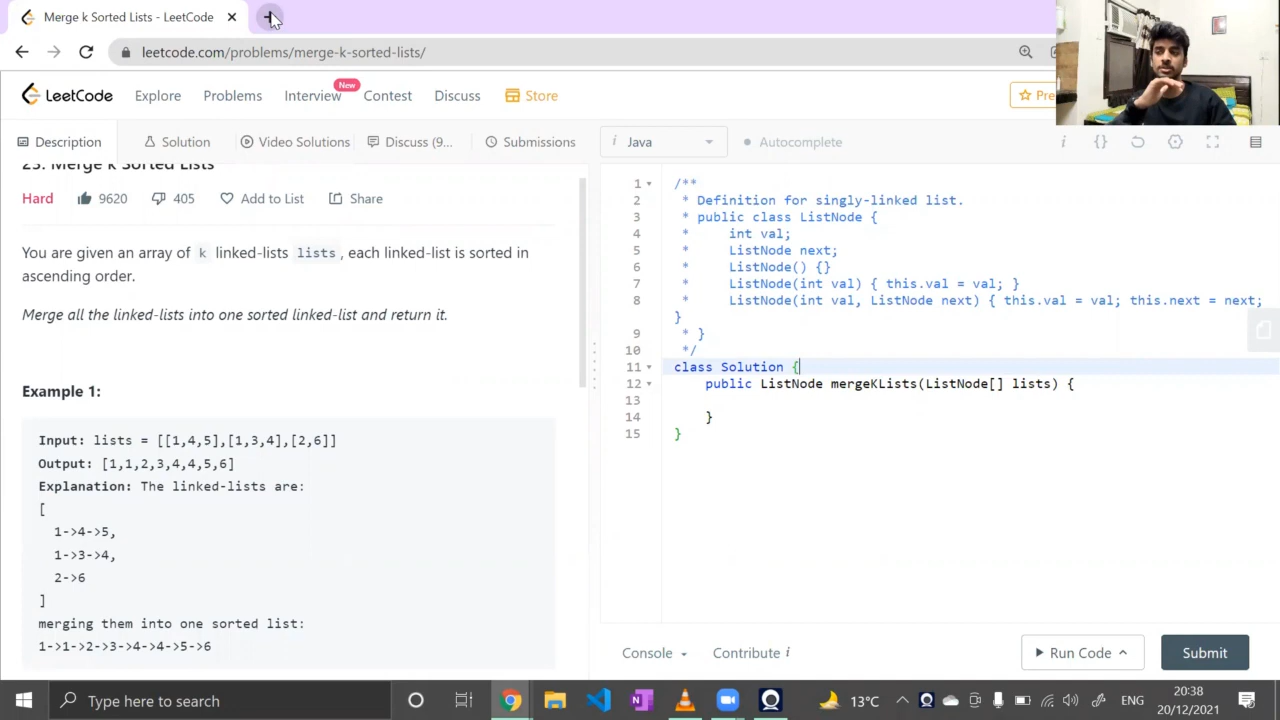 Merge k Sorted Lists - LeetCode
leetcode.com/problems/merge-k-sorted-lists/
LeetCode
Explore
Problems
Interview
New
Contest
Discuss
Store
Pre
Description
Solution
Video Solutions
Discuss (9...
Submissions
i Java
Autocomplete
23. Merge k Sorted Lists
Hard
9620
405
Add to List
Share
You are given an array of k linked-lists lists, each linked-list is sorted in
ascending order.
Merge all the linked-lists into one sorted linked-list and return it.
Example 1:
Input: lists = [[1,4,5],[1,3,4],[2,6]]
Output: [1,1,2,3,4,4,5,6]
Explanation: The linked-lists are:
[
1->4->5,
1->3->4,
2->6
]
merging them into one sorted list:
1->1->2->3->4->4->5->6
1 /**
2 * Definition for singly-linked list.
3 * public class ListNode {
4 * int val;
5 * ListNode next;
6 * ListNode() {}
7 * ListNode(int val) { this.val = val; }
8 * ListNode(int val, ListNode next) { this.val = val; this.next = next;
}
9 * }
10 */
11 class Solution {
12 public ListNode mergeKLists(ListNode[] lists) {
13
14 }
15 }
Console
Contribute i
Run Code
Submit
Type here to search
13°C
ENG
20:38
20/12/2021